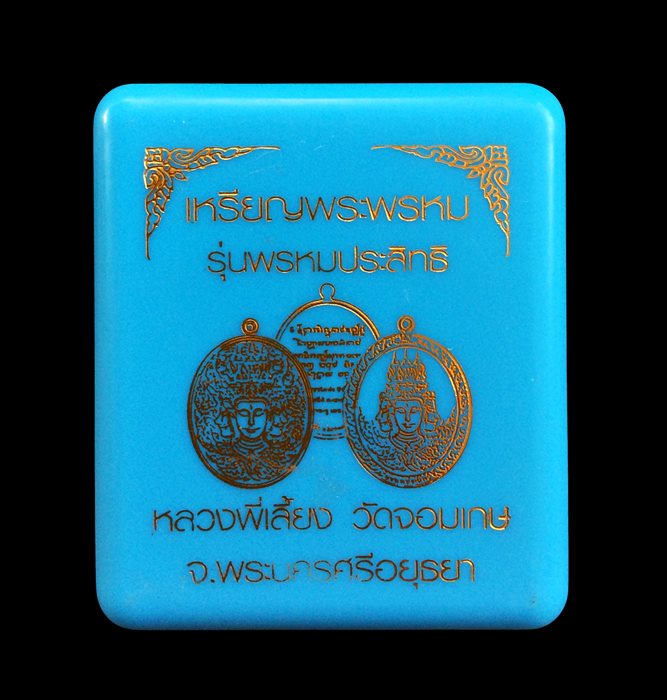 เหรียญพระพรหม
รุ่นพรหมประสิทธิ
หลวงพี่เลี้ยง วัดจอมเกษ
จ.พระนครศรีอยุธยา